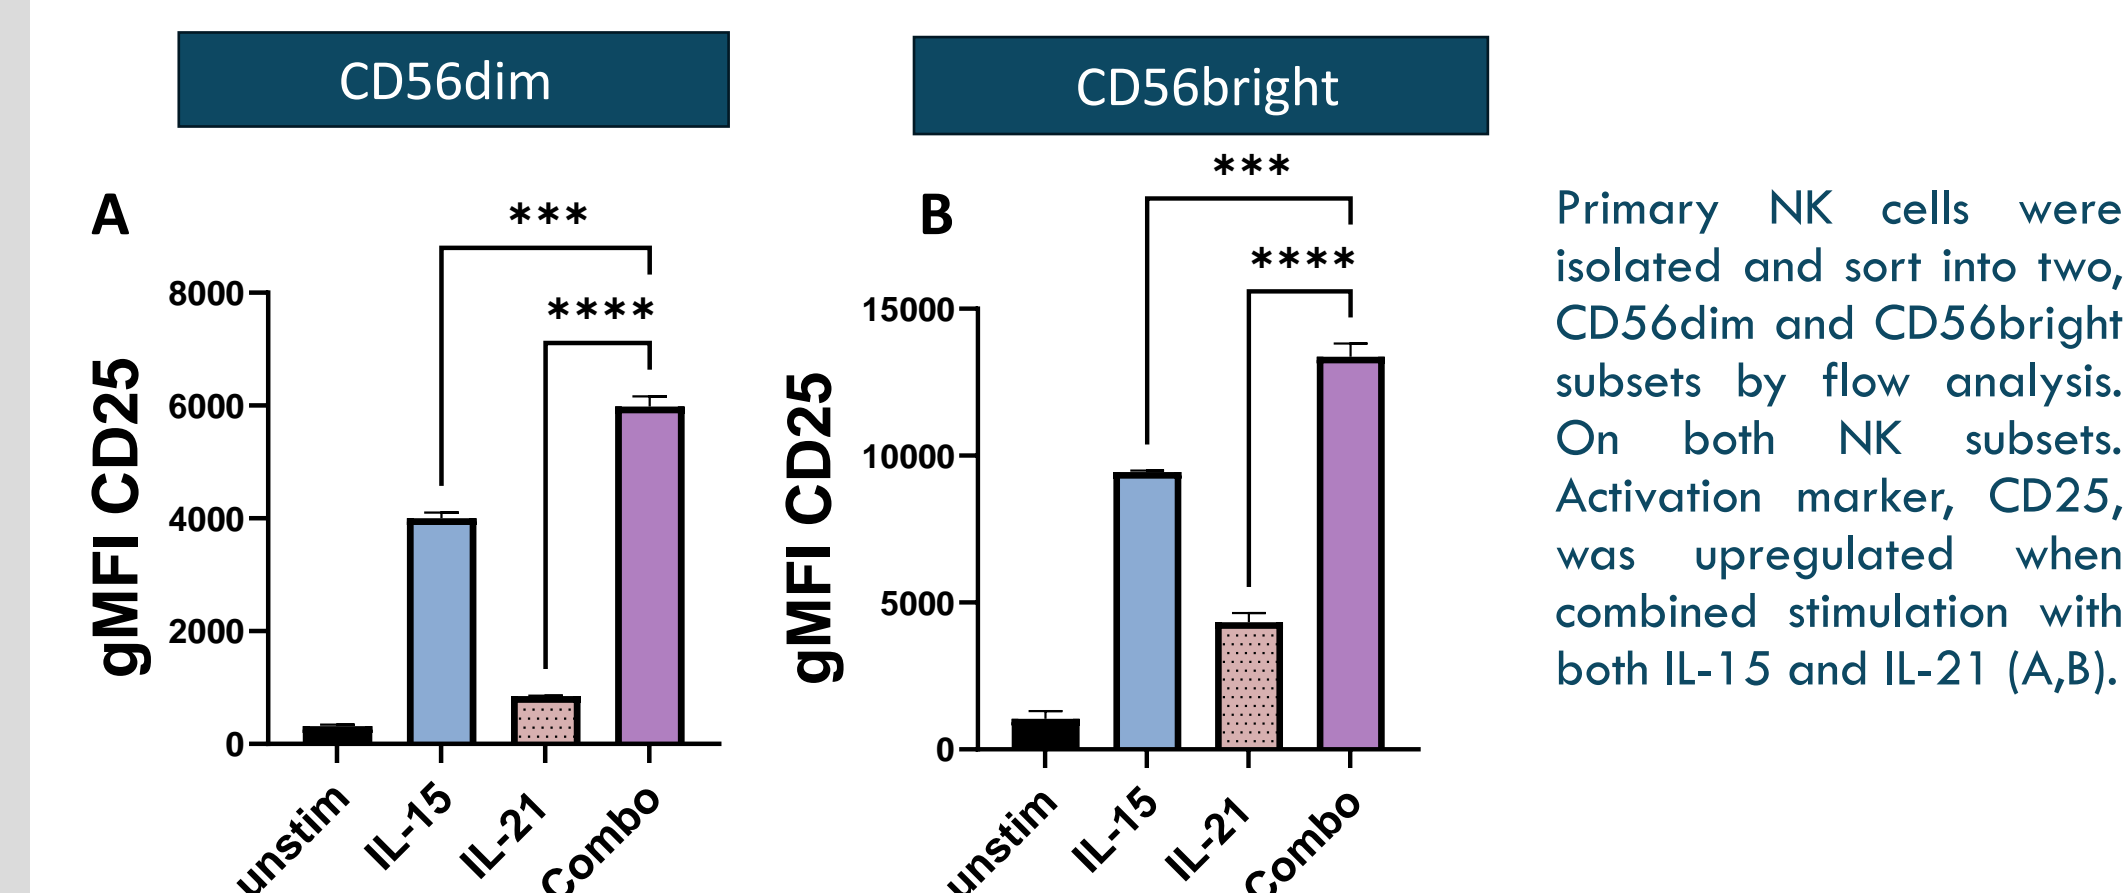 CD56dim
CD56bright
A
***
****
gMFI CD25
8000
6000
4000
2000
0
unstim
IL-15
IL-21
Combo
B
***
****
gMFI CD25
15000
10000
5000
0
unstim
IL-15
IL-21
Combo
Primary NK cells were
isolated and sort into two,
CD56dim and CD56bright
subsets by flow analysis.
On both NK subsets.
Activation marker, CD25,
was upregulated when
combined stimulation with
both IL-15 and IL-21 (A,B).